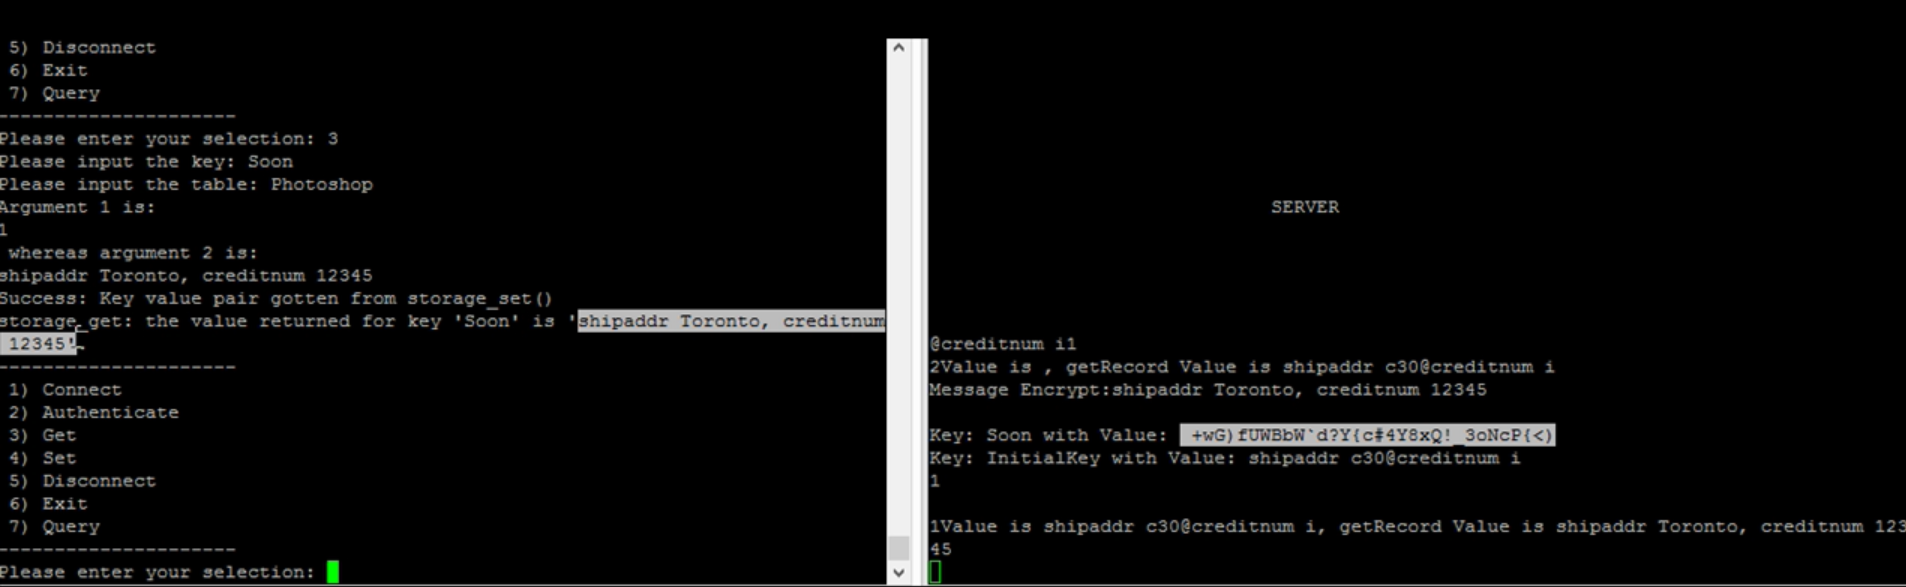 5) Disconnect
6) Exit
7) Query
---------------------
Please enter your selection: 3
Please input the key: Soon
Please input the table: Photoshop
Argument 1 is:
1
whereas argument 2 is:
shipaddr Toronto, creditnum 12345
Success: Key value pair gotten from storage_set()
storage_get: the value returned for key 'Soon' is 'shipaddr Toronto, creditnum
12345'.
---------------------
1) Connect
2) Authenticate
3) Get
4) Set
5) Disconnect
6) Exit
7) Query
---------------------
Please enter your selection:
SERVER
@creditnum i1
2Value is , getRecord Value is shipaddr c30@creditnum i
Message Encrypt:shipaddr Toronto, creditnum 12345
Key: Soon with Value: +wG)fUWBbW`d?Y{c#4Y8xQ!_3oNcP{<)
Key: InitialKey with Value: shipaddr c30@creditnum i
1
1Value is shipaddr c30@creditnum i, getRecord Value is shipaddr Toronto, creditnum 123
45